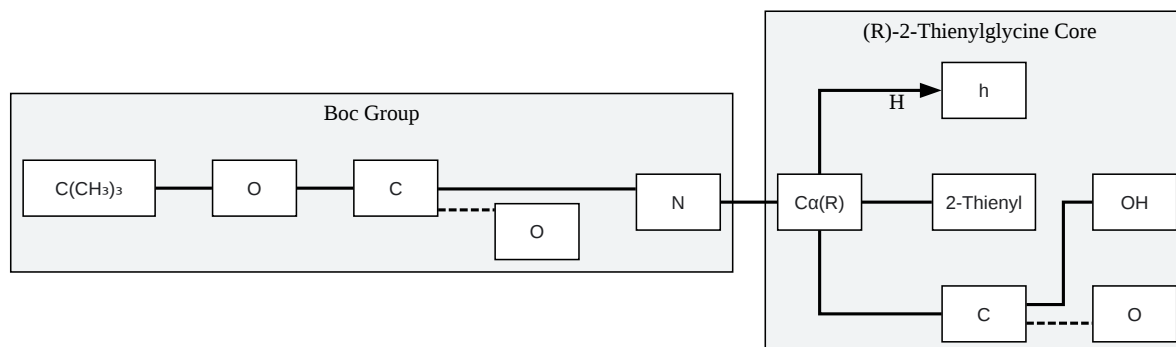 (R)-2-Thienylglycine Core
h
H
Boc Group
C(CH₃)₃
O
C
N
Cα(R)
2-Thienyl
OH
O
C
O